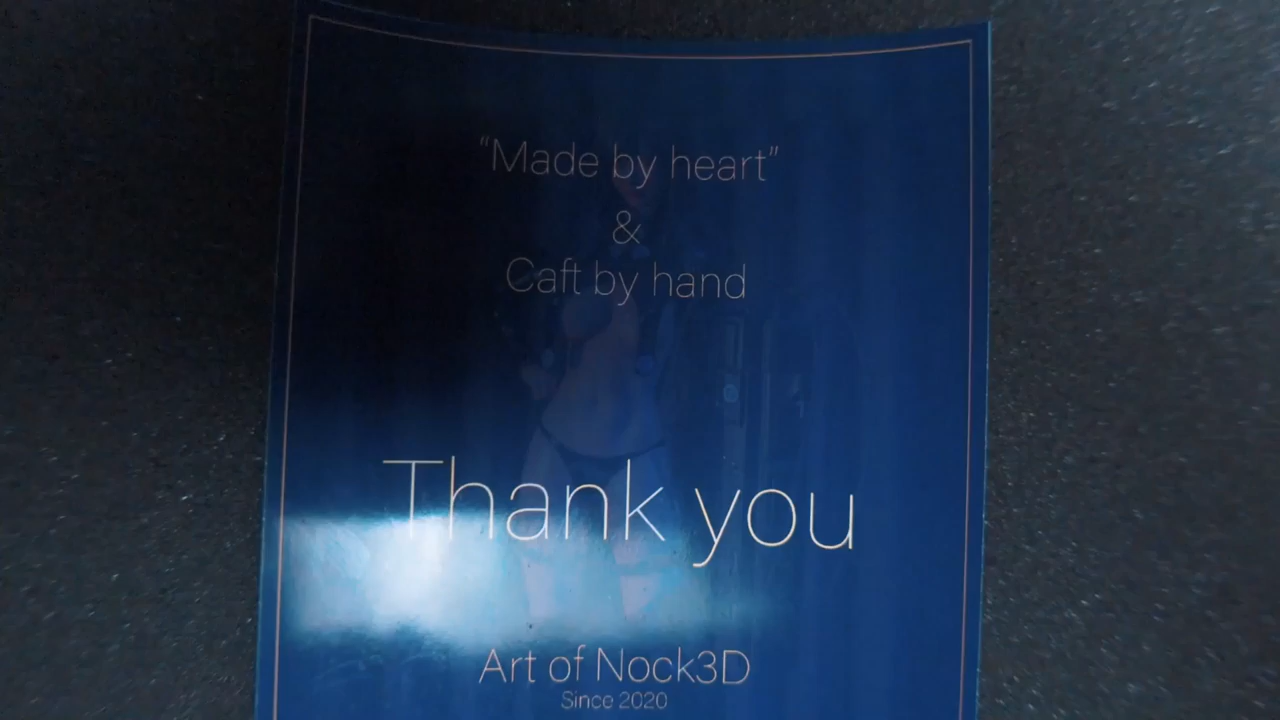 “Made by heart”
&
Caft by hand
Thank you
Art of Nock3D
Since 2020